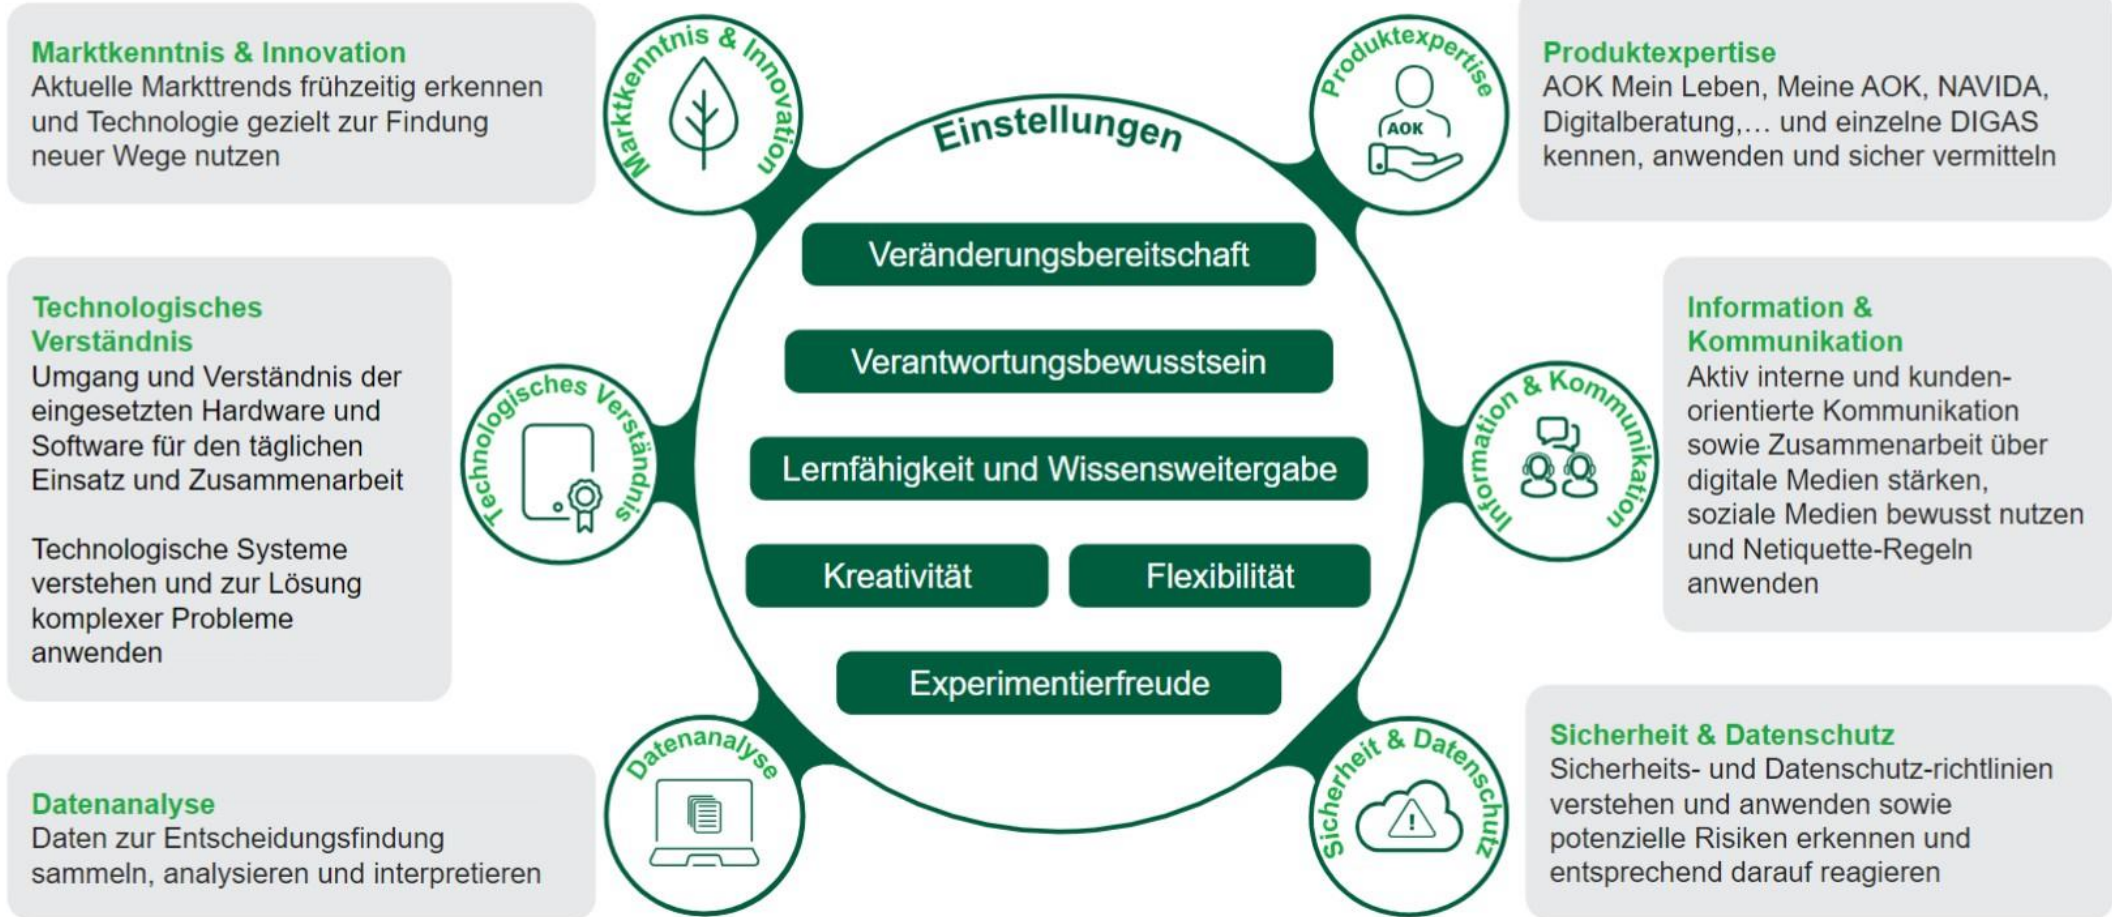 Marktkenntnis & Innovation
Aktuelle Markttrends frühzeitig erkennen
und Technologie gezielt zur Findung
neuer Wege nutzen
Marktkenntnis & Innovation
Technologisches
Verständnis
Umgang und Verständnis der
eingesetzten Hardware und
Software für den täglichen
Einsatz und Zusammenarbeit
Technologische Systeme
verstehen und zur Lösung
komplexer Probleme
anwenden
Technologisches Verständnis
Datenanalyse
Daten zur Entscheidungsfindung
sammeln, analysieren und interpretieren
Datenanalyse
Einstellungen
Veränderungsbereitschaft
Verantwortungsbewusstsein
Lernfähigkeit und Wissensweitergabe
Kreativität
Flexibilität
Experimentierfreude
Produktexpertise
AOK
Produktexpertise
AOK Mein Leben, Meine AOK, NAVIDA,
Digitalberatung,… und einzelne DIGAS
kennen, anwenden und sicher vermitteln
Information & Kommunikation
Information &
Kommunikation
Aktiv interne und kunden-
orientierte Kommunikation
sowie Zusammenarbeit über
digitale Medien stärken,
soziale Medien bewusst nutzen
und Netiquette-Regeln
anwenden
Sicherheit & Datenschutz
!
Sicherheit & Datenschutz
Sicherheits- und Datenschutz-richtlinien
verstehen und anwenden sowie
potenzielle Risiken erkennen und
entsprechend darauf reagieren